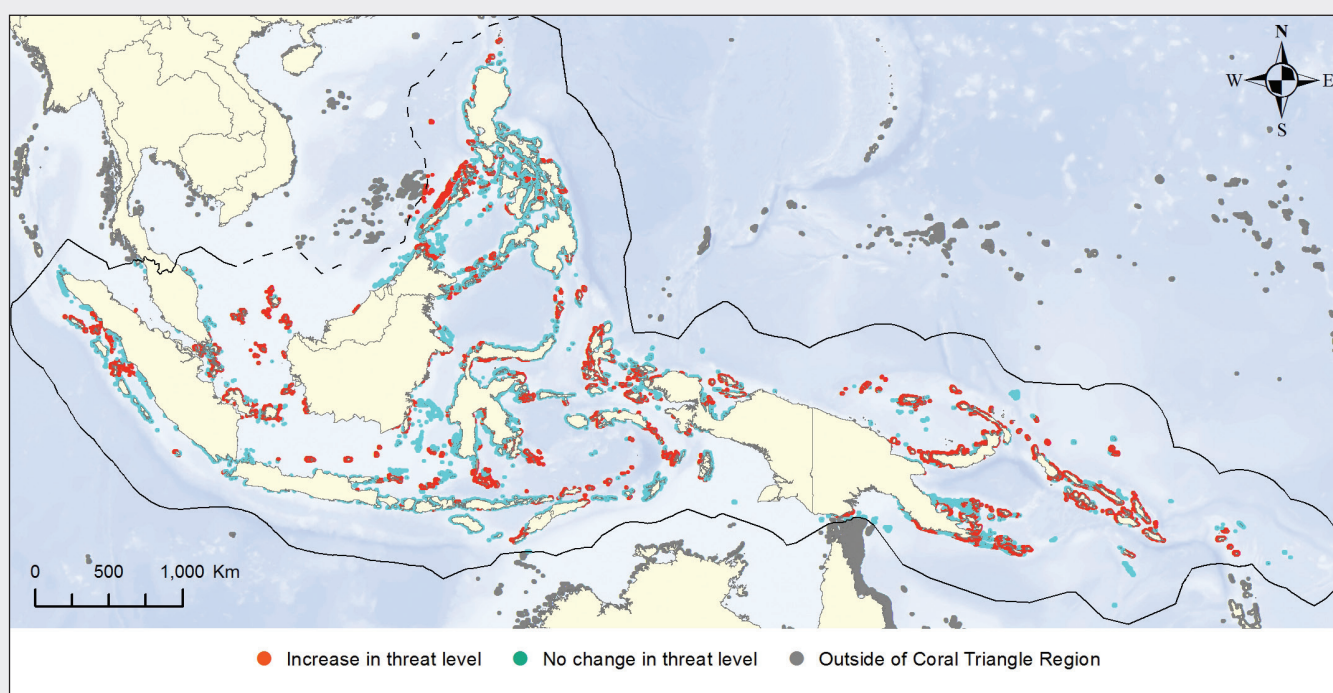 N
W E
S
0 500 1,000 Km
Increase in threat level No change in threat level Outside of Coral Triangle Region